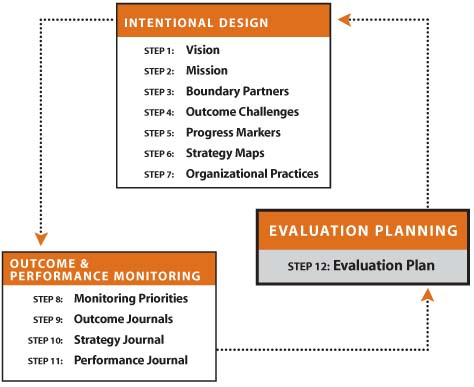 INTENTIONAL DESIGN
STEP 1: Vision
STEP 2: Mission
STEP 3: Boundary Partners
STEP 4: Outcome Challenges
STEP 5: Progress Markers
STEP 6: Strategy Maps
STEP 7: Organizational Practices
OUTCOME &
PERFORMANCE MONITORING
STEP 8: Monitoring Priorities
STEP 9: Outcome Journals
STEP 10: Strategy Journal
STEP 11: Performance Journal
EVALUATION PLANNING
STEP 12: Evaluation Plan